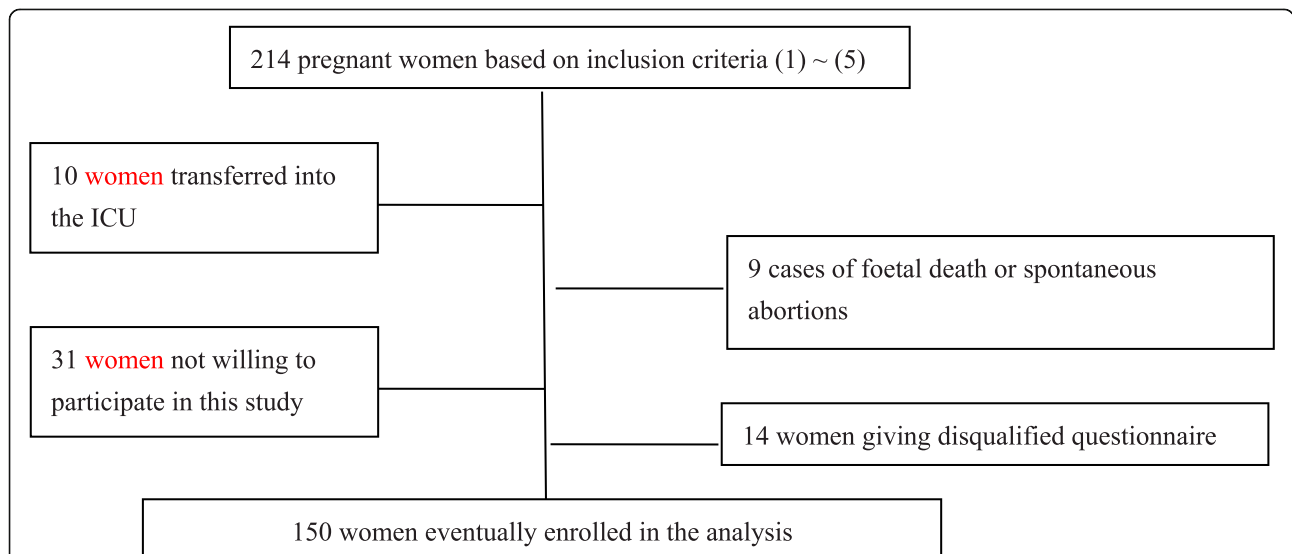 214 pregnant women based on inclusion criteria (1) ~ (5)
10 women transferred into
the ICU
9 cases of foetal death or spontaneous
abortions
31 women not willing to
participate in this study
14 women giving disqualified questionnaire
150 women eventually enrolled in the analysis